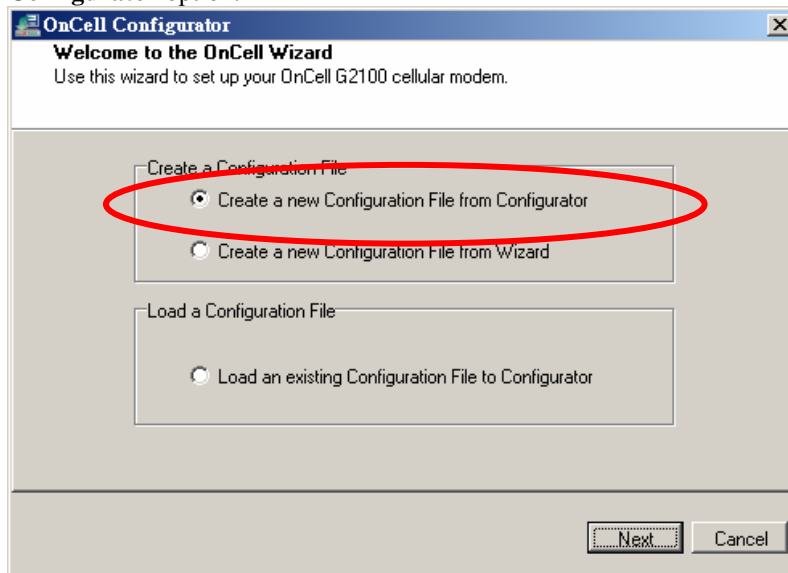 OnCell Configurator
Welcome to the OnCell Wizard
Use this wizard to set up your OnCell G2100 cellular modem.
Create a Configuration File
Create a new Configuration File from Configurator
Create a new Configuration File from Wizard
Load a Configuration File
Load an existing Configuration File to Configurator
Next
Cancel